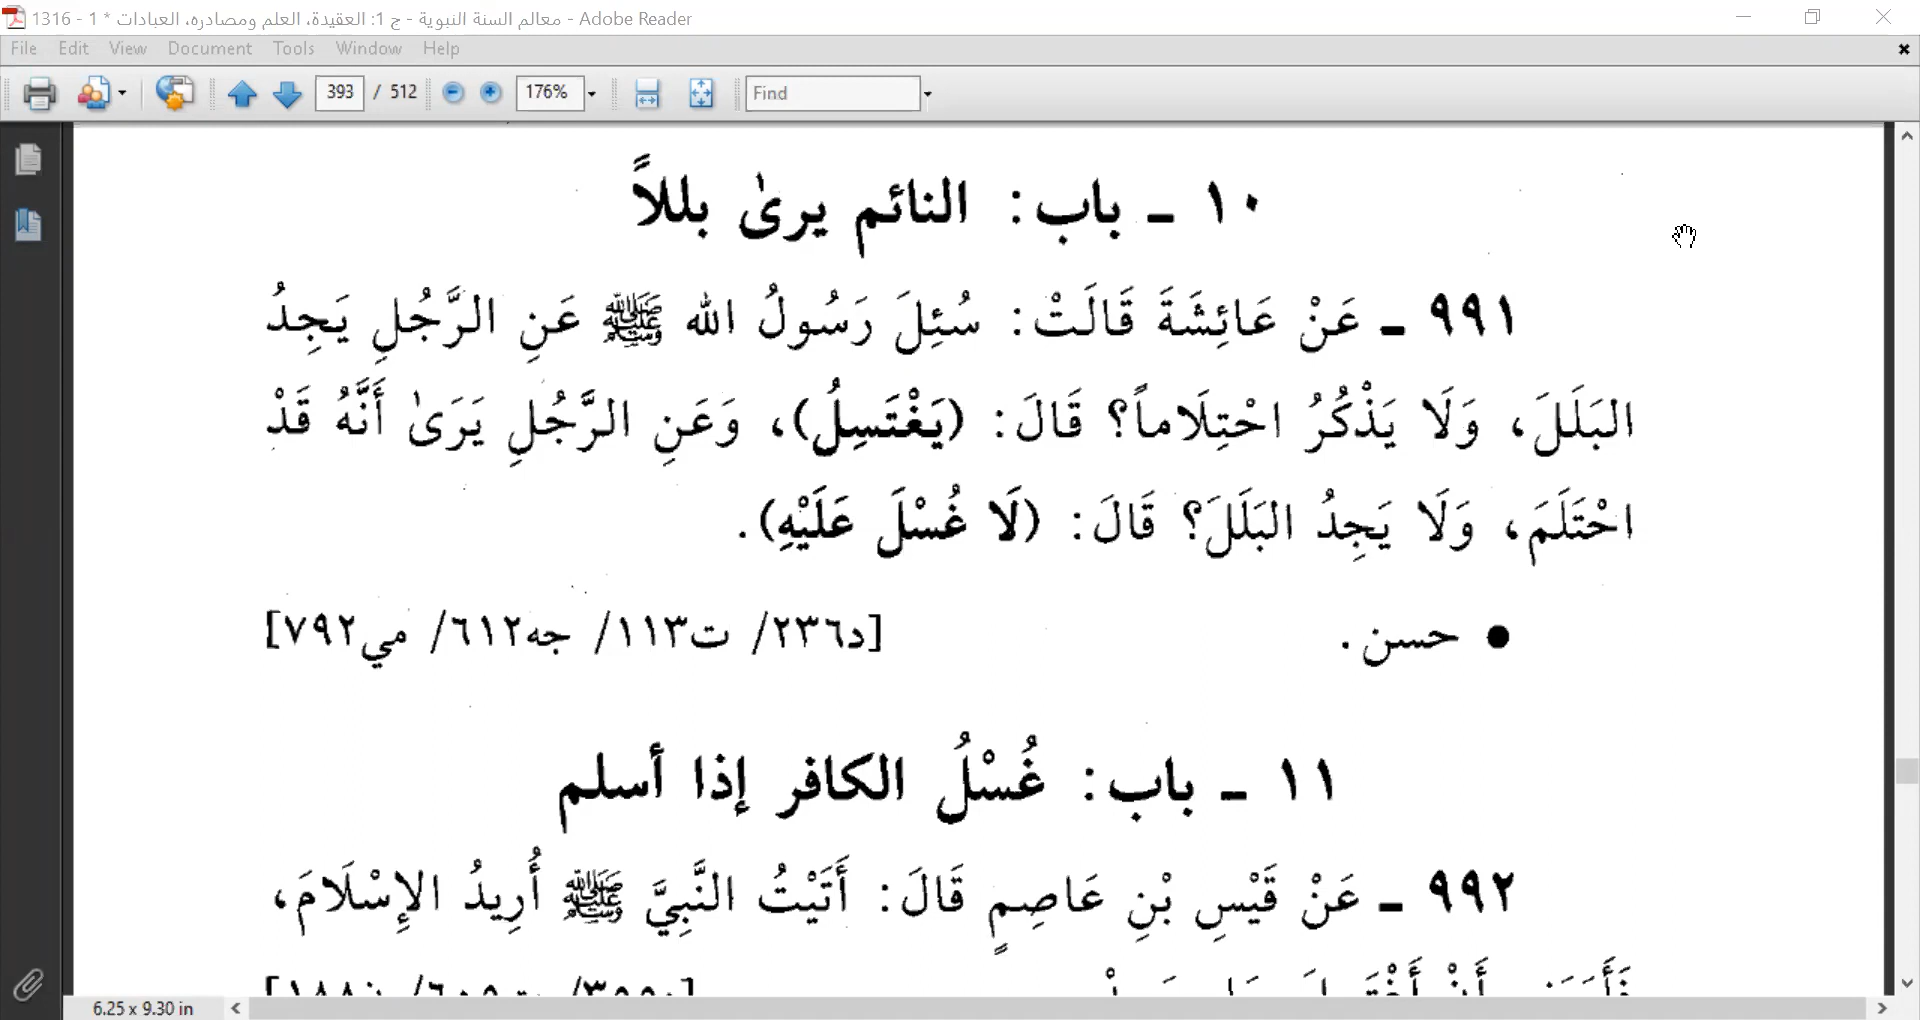 معالم السنة النبوية - ج 1: العقيدة، العلم ومصادره، العبادات * 1 - 1316 - Adobe Reader
File Edit View Document Tools Window Help
393 / 512 176% Find
١٠ ـ باب: النائم يرىٰ بللاً
٩٩١ ـ عَنْ عَائِشَةَ قَالَتْ: سُئِلَ رَسُولُ الله ﷺ عَنِ الرَّجُلِ يَجِدُ
البَلَلَ، وَلَا يَذْكُرُ احْتِلَاماً؟ قَالَ: (يَغْتَسِلُ)، وَعَنِ الرَّجُلِ يَرَىٰ أَنَّهُ قَدْ
احْتَلَمَ، وَلَا يَجِدُ البَلَلَ؟ قَالَ: (لَا غُسْلَ عَلَيْهِ).
● حسن. [د٢٣٦/ ت١١٣/ جه٦١٢/ مي٧٩٢]
١١ ـ باب: غُسْلُ الكافر إذا أسلم
٩٩٢ ـ عَنْ قَيْسِ بْنِ عَاصِمٍ قَالَ: أَتَيْتُ النَّبِيَّ ﷺ أُرِيدُ الإِسْلَامَ،
6.25 x 9.30 in